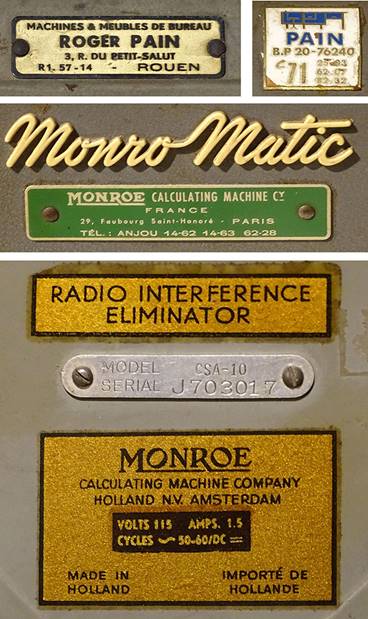 MACHINES & MEUBLES DE BUREAU
ROGER PAIN
3, R. DU PETIT-SALUT
R1. 57-14 - ROUEN
PAIN
B.P 20-76240
71
62-07
Monro-Matic
MONROE CALCULATING MACHINE CY
FRANCE
29, Faubourg Saint-Honoré - PARIS
TÉL.: ANJOU 14-62 14-63 62-28
RADIO INTERFERENCE
ELIMINATOR
MODEL CSA-10
SERIAL J703017
MONROE
CALCULATING MACHINE COMPANY
HOLLAND N.V. AMSTERDAM
VOLTS 115 AMPS. 1.5
CYCLES ~ 50-60/DC ⎓
MADE IN HOLLAND
IMPORTÉ DE HOLLANDE